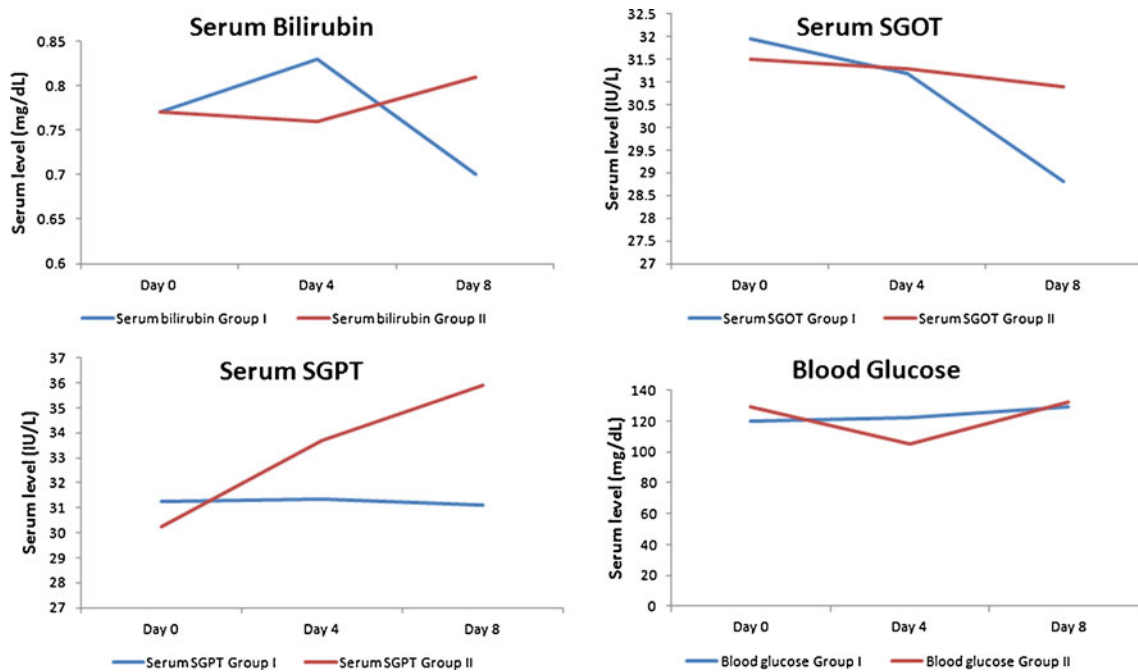 Serum Bilirubin
Serum level (mg/dL)
0.85
0.8
0.75
0.7
0.65
0.6
Day 0 Day 4 Day 8
Serum bilirubin Group I Serum bilirubin Group II
Serum SGOT
Serum level (IU/L)
32.5
32
31.5
31
30.5
30
29.5
29
28.5
28
27.5
27
Day 0 Day 4 Day 8
Serum SGOT Group I Serum SGOT Group II
Serum SGPT
Serum level (IU/L)
37
36
35
34
33
32
31
30
29
28
27
Day 0 Day 4 Day 8
Serum SGPT Group I Serum SGPT Group II
Blood Glucose
Serum level (mg/dL)
140
120
100
80
60
40
20
0
Day 0 Day 4 Day 8
Blood glucose Group I Blood glucose Group II